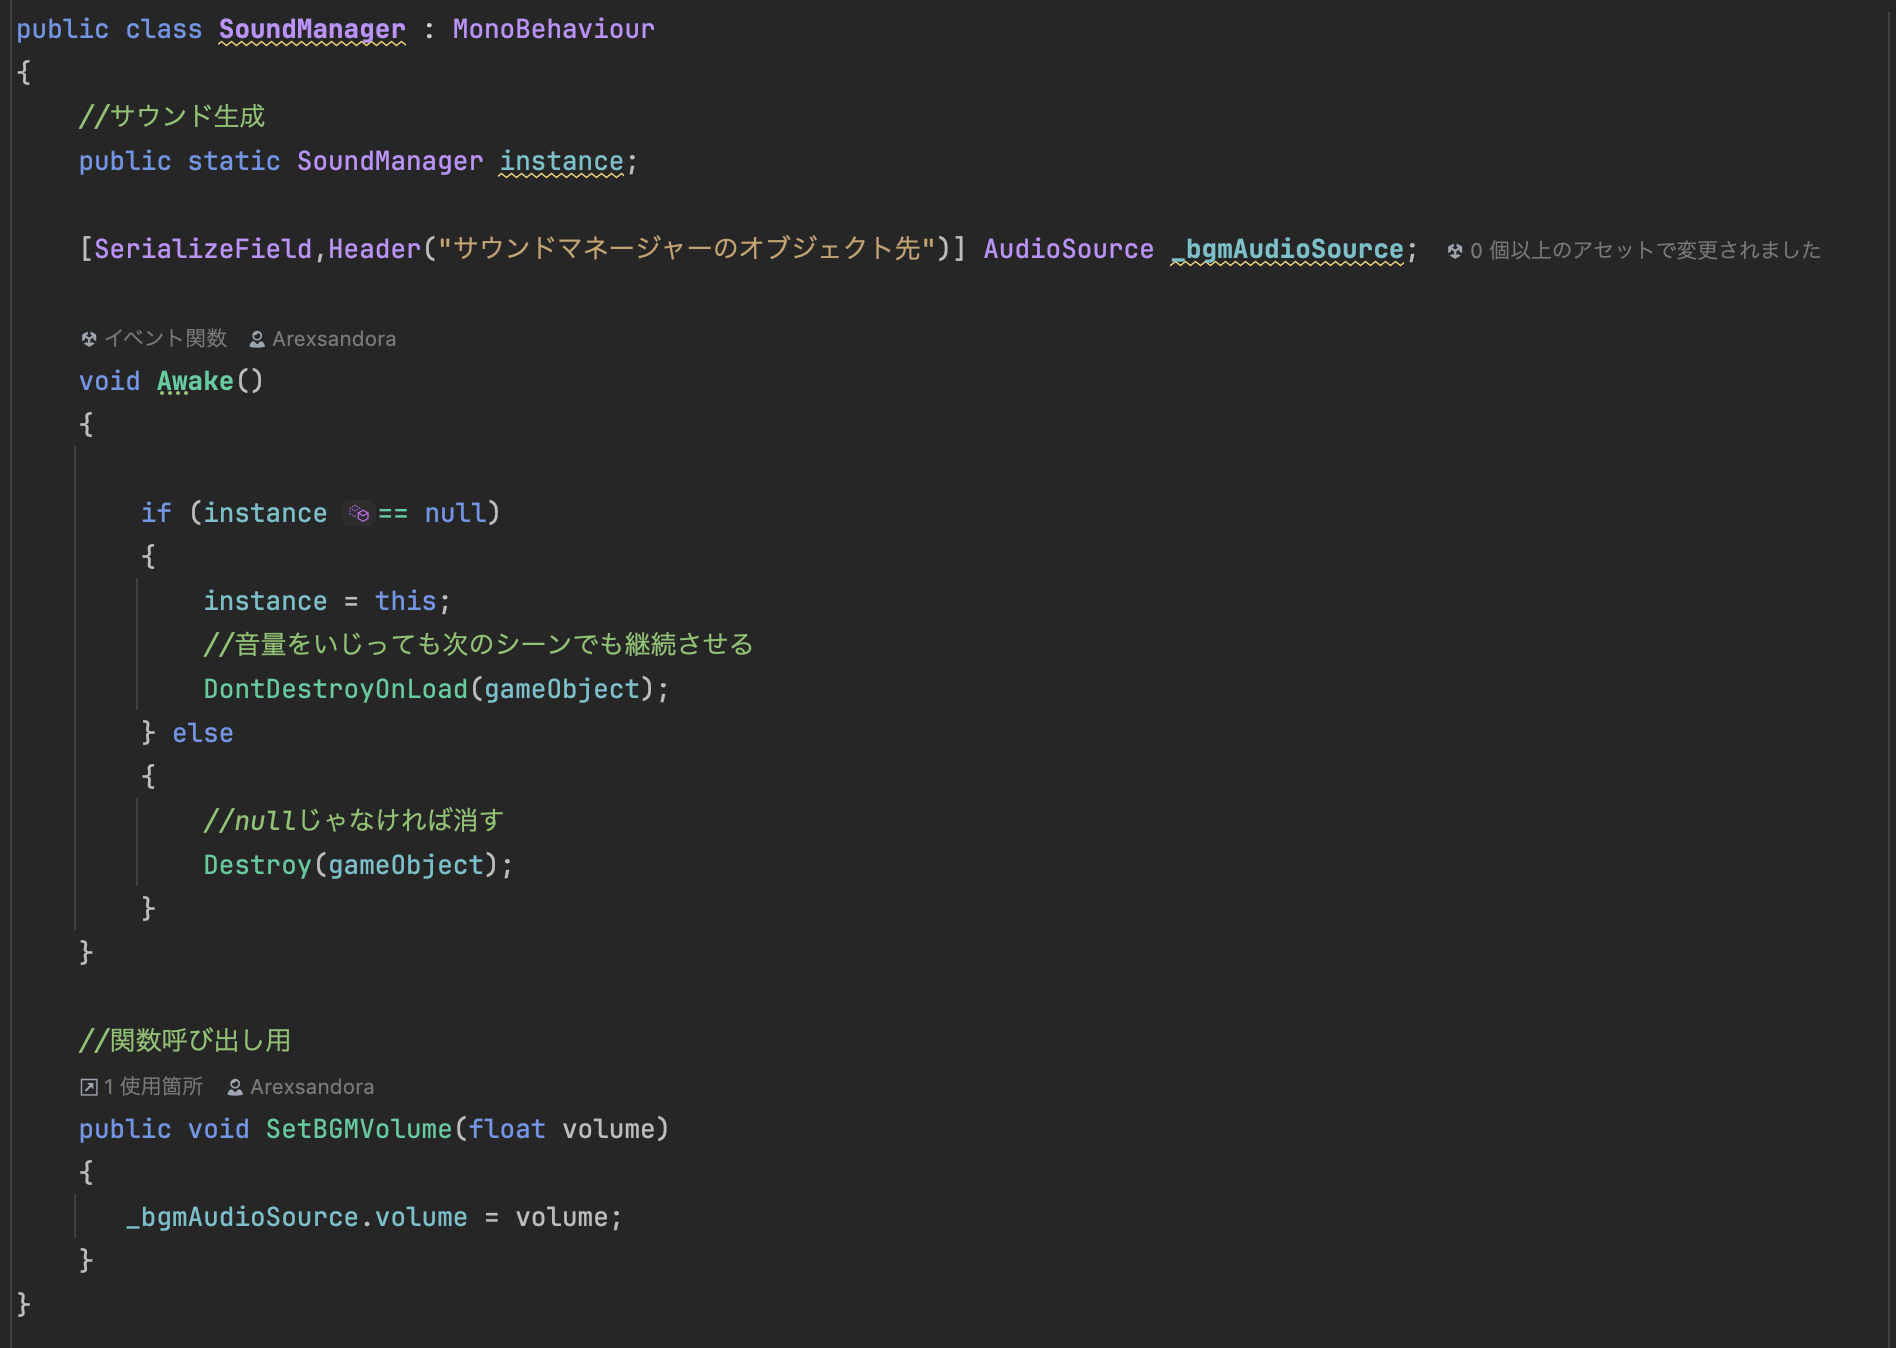 public class SoundManager : MonoBehaviour
{
//サウンド生成
public static SoundManager instance;
[SerializeField,Header("サウンドマネージャーのオブジェクト先")] AudioSource _bgmAudioSource; 0 個以上のアセットで変更されました
イベント関数 Arexsandora
void Awake()
{
if (instance == null)
{
instance = this;
//音量をいじっても次のシーンでも継続させる
DontDestroyOnLoad(gameObject);
} else
{
//nullじゃなければ消す
Destroy(gameObject);
}
}
//関数呼び出し用
1 使用箇所 Arexsandora
public void SetBGMVolume(float volume)
{
_bgmAudioSource.volume = volume;
}
}